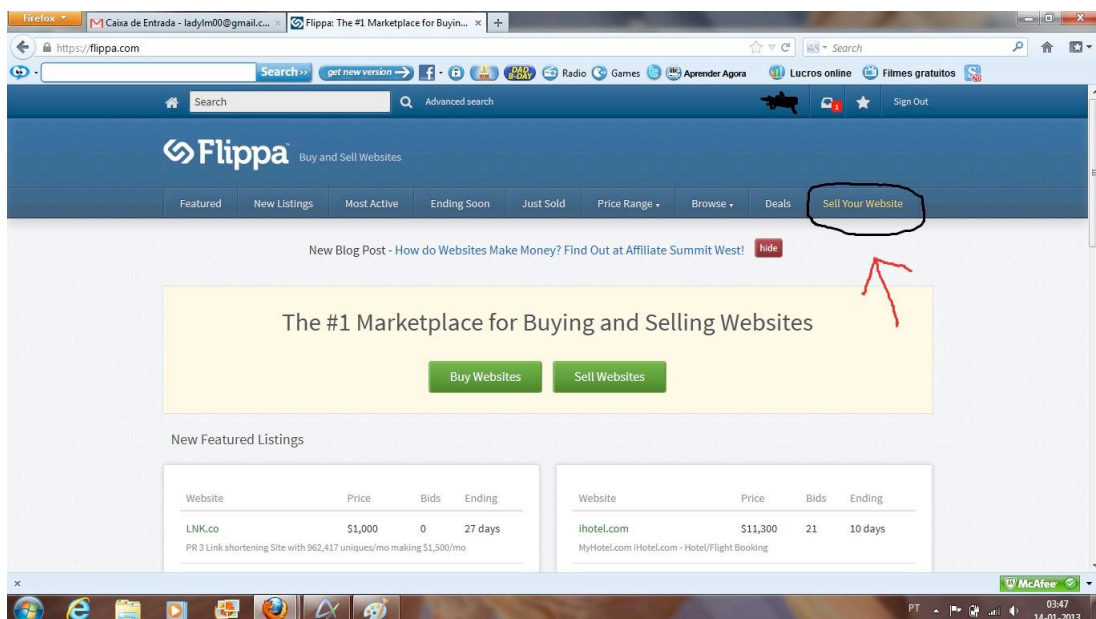 Firefox
Caixa de Entrada - ladylm00@gmail.c...
Flippa: The #1 Marketplace for Buyin...
https://flippa.com
Search
Search
get new version
Radio
Games
Aprender Agora
Lucros online
Filmes gratuitos
Search
Advanced search
1
Sign Out
Flippa Buy and Sell Websites
Featured New Listings Most Active Ending Soon Just Sold Price Range Browse Deals Sell Your Website
New Blog Post - How do Websites Make Money? Find Out at Affiliate Summit West! hide
The #1 Marketplace for Buying and Selling Websites
Buy Websites Sell Websites
New Featured Listings
Website Price Bids Ending
LNK.co $1,000 0 27 days
PR 3 Link shortening Site with 962,417 uniques/mo making $1,500/mo
Website Price Bids Ending
ihotel.com $11,300 21 10 days
MyHotel.com iHotel.com - Hotel/Flight Booking
McAfee
PT
03:47
14-01-2013